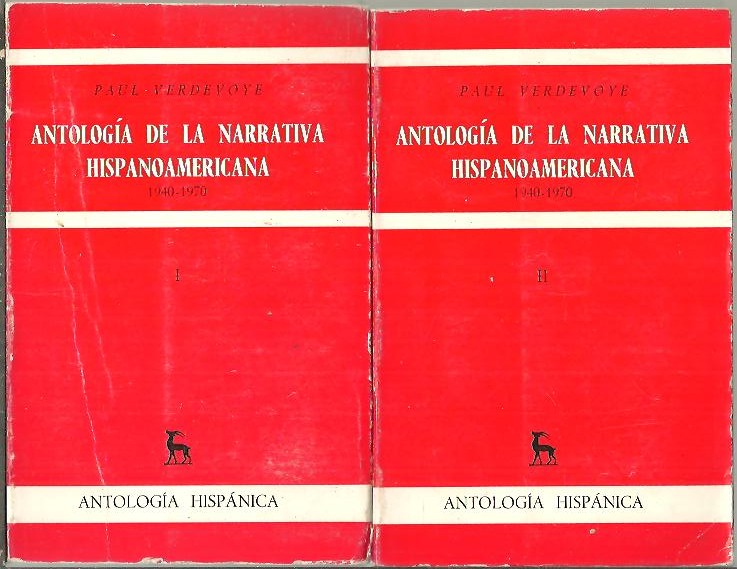 PAUL VERDEVOYE
ANTOLOGÍA DE LA NARRATIVA
HISPANOAMERICANA
1940-1970
I
ANTOLOGÍA HISPÁNICA
PAUL VERDEVOYE
ANTOLOGÍA DE LA NARRATIVA
HISPANOAMERICANA
1940-1970
II
ANTOLOGÍA HISPÁNICA